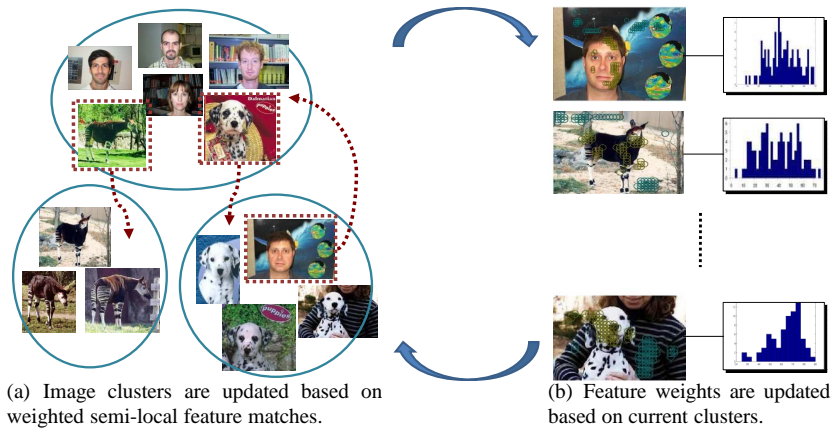 Dalmatian
puppies
puppies
(a) Image clusters are updated based on
weighted semi-local feature matches.
(b) Feature weights are updated
based on current clusters.